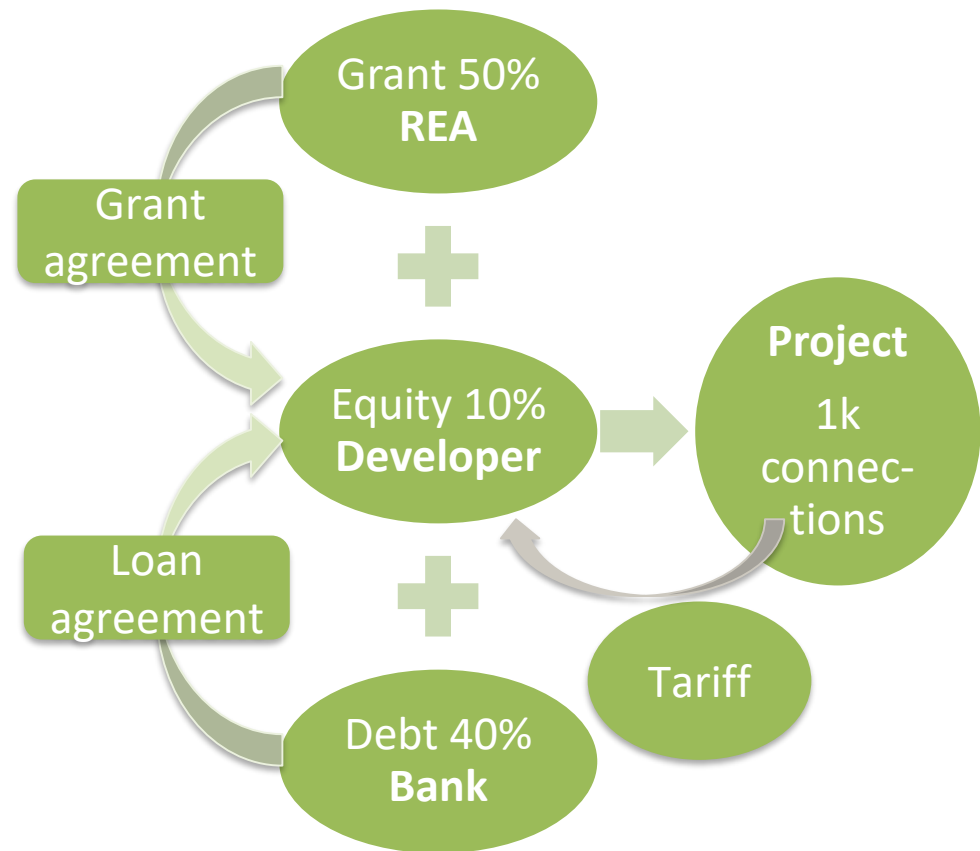 Grant 50%
REA
Grant
agreement
Equity 10%
Developer
Project
1k
connec-
tions
Loan
agreement
Tariff
Debt 40%
Bank